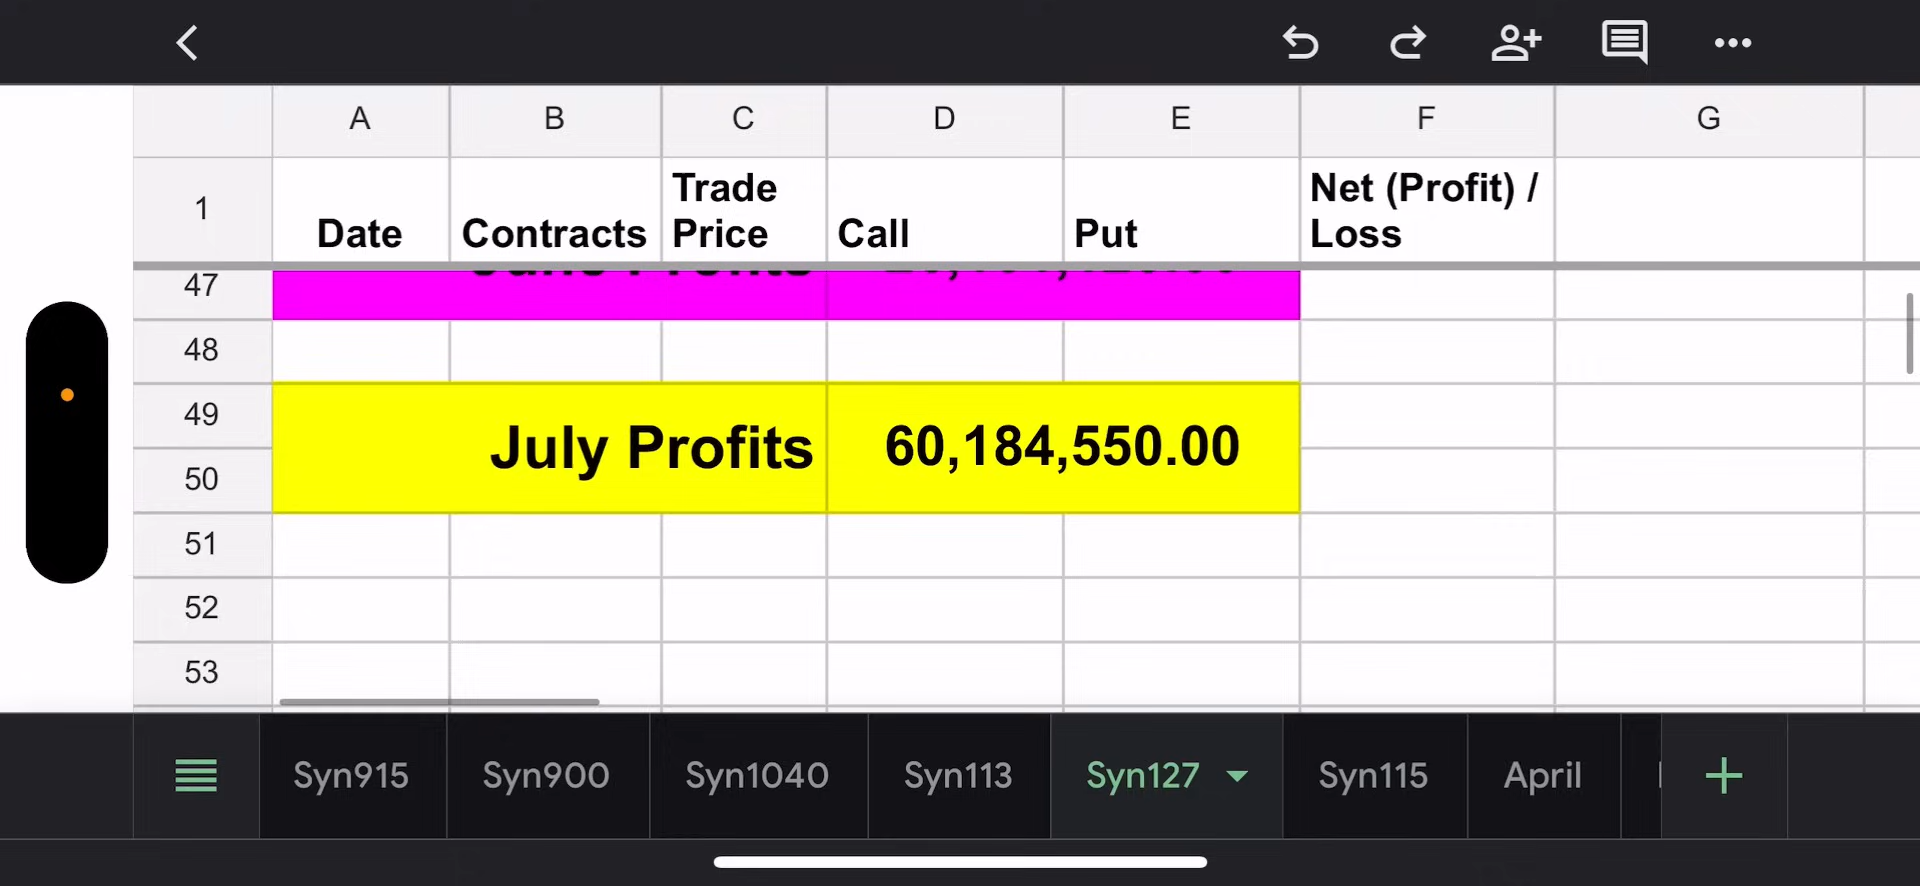 A B C D E F G
1 Date Contracts Trade Price Call Put Net (Profit) / Loss
47
48
49 July Profits 60,184,550.00
50
51
52
53
Syn915 Syn900 Syn1040 Syn113 Syn127 Syn115 April